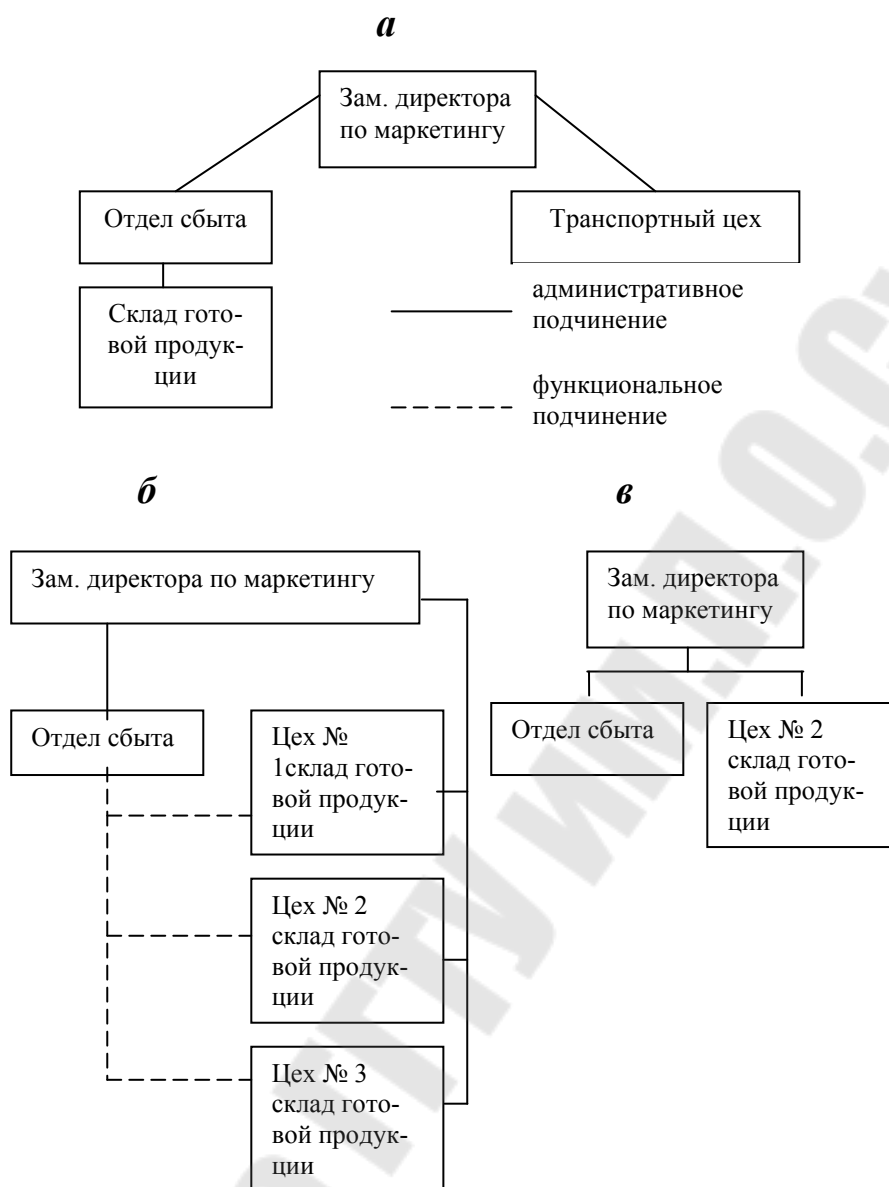 а
Зам. директора
по маркетингу
Отдел сбыта
Транспортный цех
Склад гото-
вой продук-
ции
административное
подчинение
функциональное
подчинение
б
в
Зам. директора по маркетингу
Зам. директора
по маркетингу
Отдел сбыта
Цех №
1склад гото-
вой продук-
ции
Отдел сбыта
Цех № 2
склад гото-
вой продук-
ции
Цех № 2
склад гото-
вой продук-
ции
Цех № 3
склад гото-
вой продук-
ции
ГГТУ ИМ.П.О.